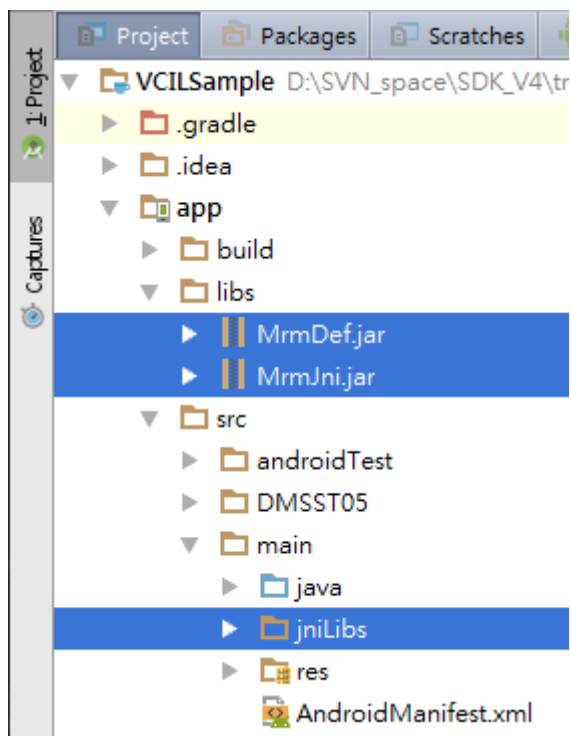 Project Packages Scratches
1: Project
Captures
VCILSample D:\SVN_space\SDK_V4\tr
.gradle
.idea
app
build
libs
MrmDef.jar
MrmJni.jar
src
androidTest
DMSST05
main
java
jniLibs
res
AndroidManifest.xml